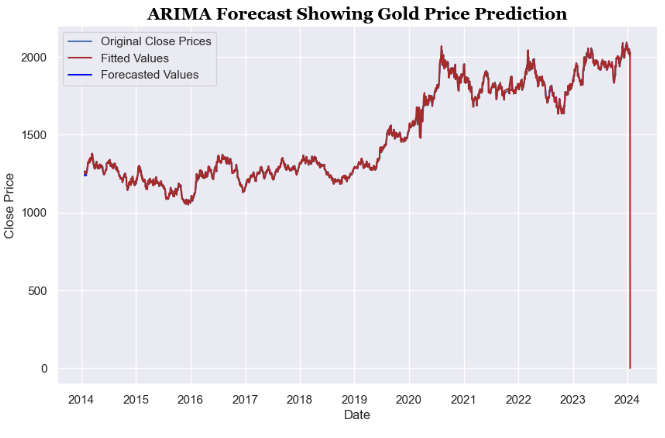 ARIMA Forecast Showing Gold Price Prediction
Original Close Prices
Fitted Values
Forecasted Values
2000
1500
1000
500
0
Close Price
2014 2015 2016 2017 2018 2019 2020 2021 2022 2023 2024
Date